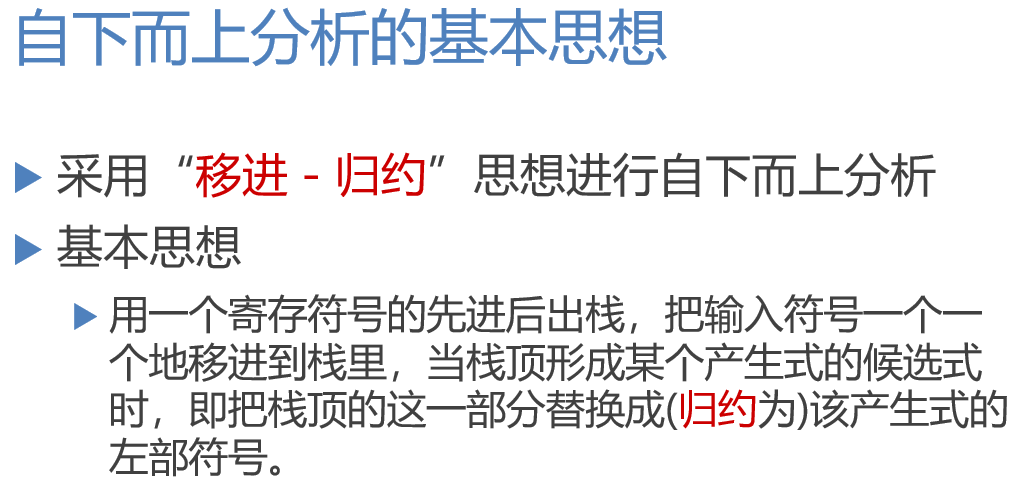 自下而上分析的基本思想
采用“移进－归约”思想进行自下而上分析
基本思想
用一个寄存符号的先进后出栈，把输入符号一个一
个地移进到栈里，当栈顶形成某个产生式的候选式
时，即把栈顶的这一部分替换成(归约为)该产生式的
左部符号。